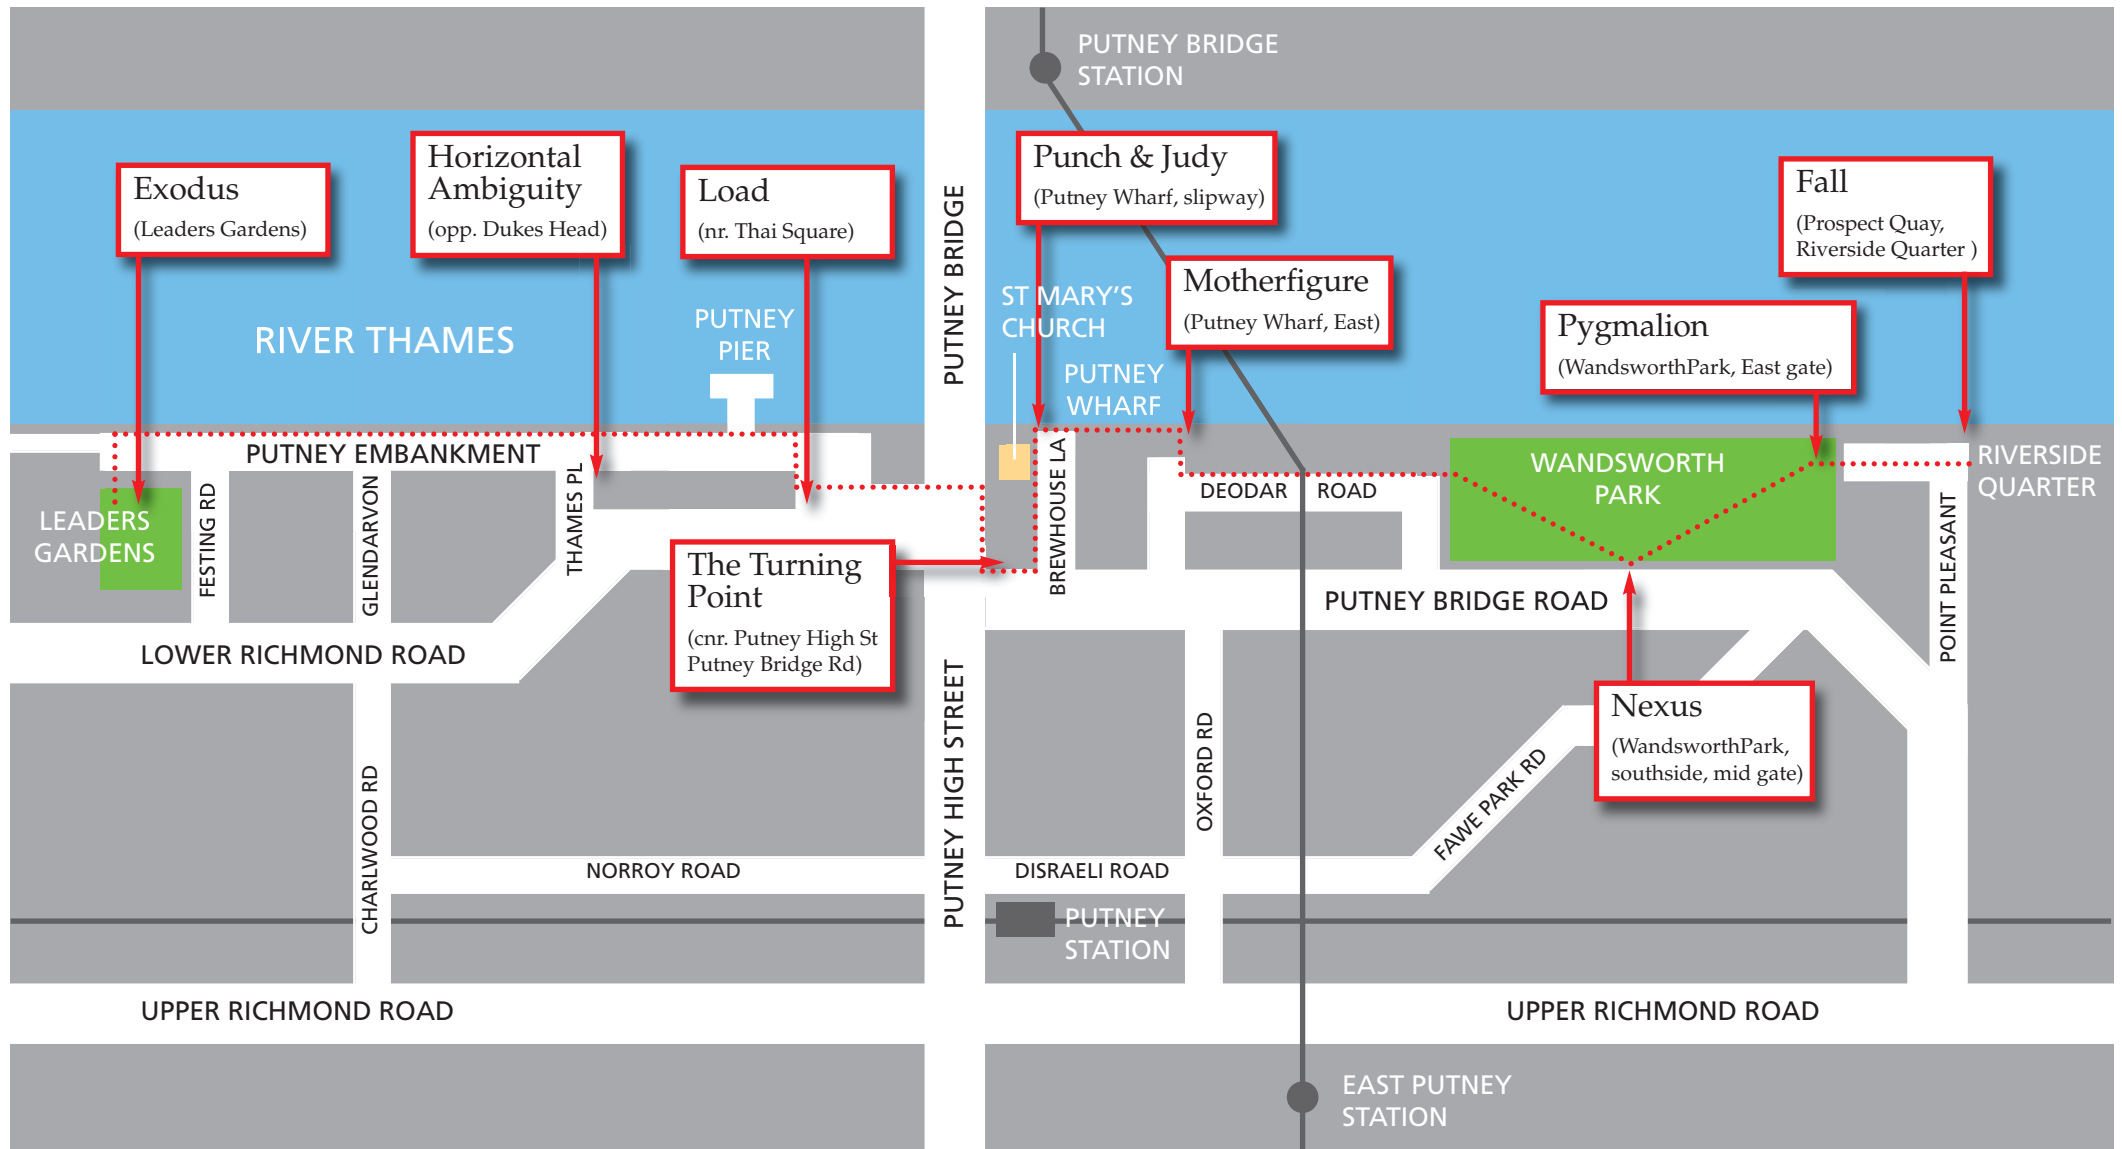 PUTNEY BRIDGE
STATION
Exodus
(Leaders Gardens)
Horizontal
Ambiguity
(opp. Dukes Head)
Load
(nr. Thai Square)
PUTNEY BRIDGE
Punch & Judy
(Putney Wharf, slipway)
Motherfigure
(Putney Wharf, East)
Fall
(Prospect Quay,
Riverside Quarter )
Pygmalion
(WandsworthPark, East gate)
RIVER THAMES
PUTNEY
PIER
ST MARY'S
CHURCH
PUTNEY
WHARF
PUTNEY EMBANKMENT
LEADERS
GARDENS
FESTING RD
GLENDARVON
THAMES PL
BREWHOUSE LA
DEODAR ROAD
WANDSWORTH
PARK
RIVERSIDE
QUARTER
POINT PLEASANT
The Turning
Point
(cnr. Putney High St
Putney Bridge Rd)
PUTNEY BRIDGE ROAD
LOWER RICHMOND ROAD
Nexus
(WandsworthPark,
southside, mid gate)
CHARLWOOD RD
PUTNEY HIGH STREET
OXFORD RD
FAWE PARK RD
NORROY ROAD
DISRAELI ROAD
PUTNEY
STATION
UPPER RICHMOND ROAD
UPPER RICHMOND ROAD
EAST PUTNEY
STATION